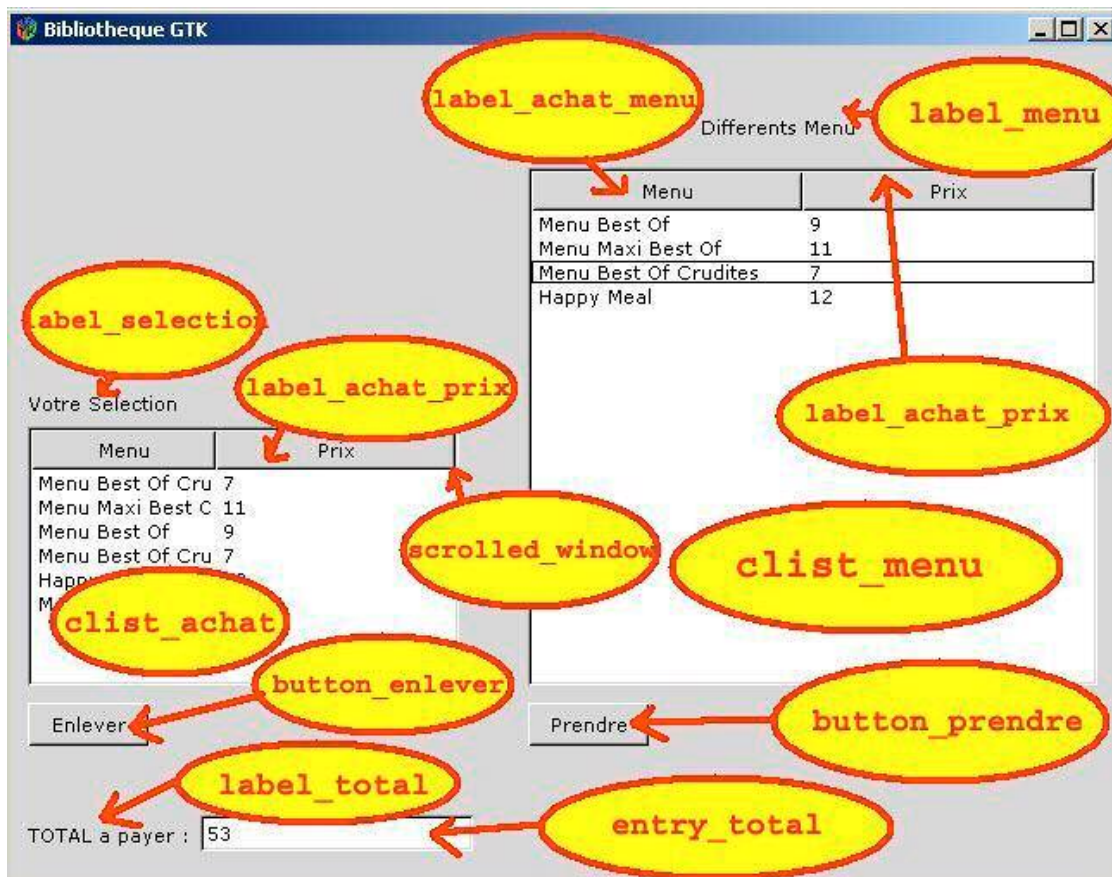 Bibliotheque GTK
label_achat_menu
label_menu
Differents Menu
Menu Prix
Menu Best Of 9
Menu Maxi Best Of 11
Menu Best Of Crudites 7
Happy Meal 12
label_selection
label_achat_prix
label_achat_prix
Votre Selection
Menu Prix
Menu Best Of Cru 7
Menu Maxi Best C 11
Menu Best Of 9
Menu Best Of Cru 7
scrolled_window
clist_menu
clist_achat
button_enlever
Enlever
Prendre
button_prendre
label_total
entry_total
TOTAL a payer : 53